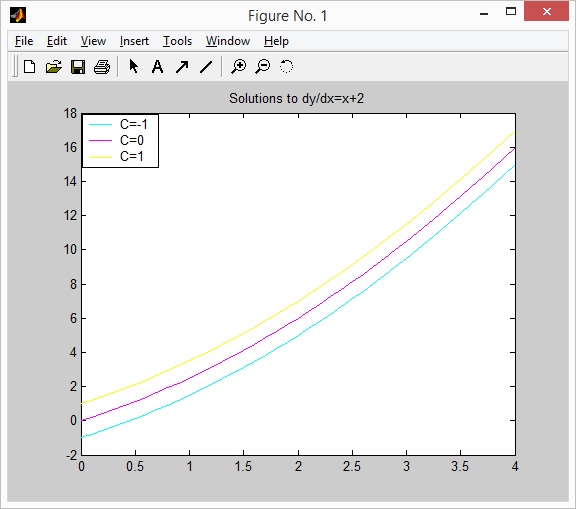 Figure No. 1
File Edit View Insert Tools Window Help
A
Solutions to dy/dx=x+2
C=-1
C=0
C=1
18
16
14
12
10
8
6
4
2
0
-2
0 0.5 1 1.5 2 2.5 3 3.5 4